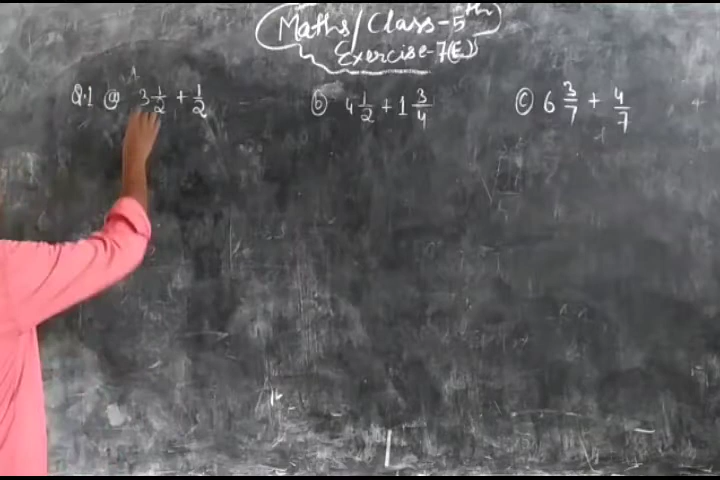 Maths/Class-5th
Exercise-7(E)
Q.1 ⓐ 3 1/2 + 1/2 ⓑ 4 1/2 + 1 3/4 ⓒ 6 3/7 + 4/7